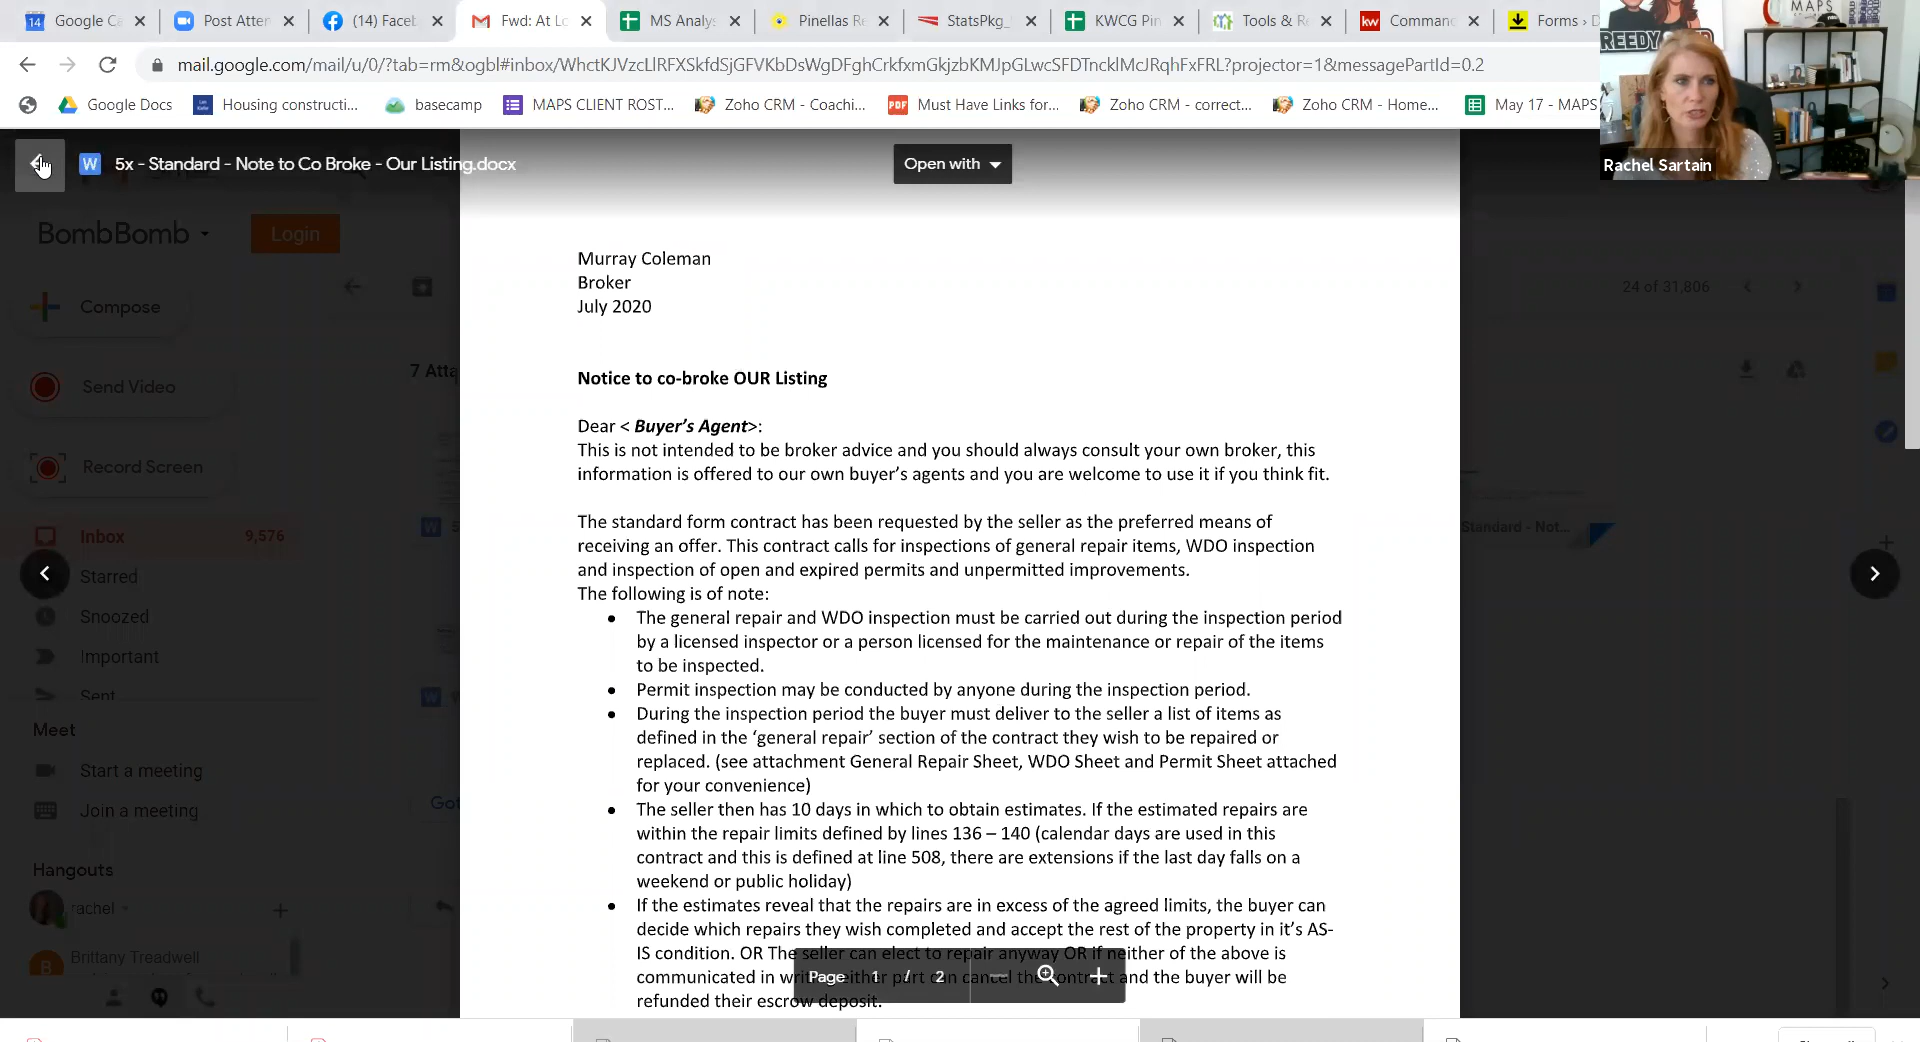 14 Google Ca
Post Atten
(14) Faceb
Fwd: At Lo
MS Analys
Pinellas Re
StatsPkg_
KWCG Pin
Tools & Re
kw Comman
Forms › D
mail.google.com/mail/u/0/?tab=rm&ogbl#inbox/WhctKJVzcLlRFXSkfdSjGFVKbDsWgDFghCrkfxmGkjzbKMJpGLwcSFDTncklMcJRqhFxFRL?projector=1&messagePartId=0.2
Google Docs
Housing constructi...
basecamp
MAPS CLIENT ROST...
Zoho CRM - Coachi...
PDF Must Have Links for...
Zoho CRM - correct...
Zoho CRM - Home...
May 17 - MAPS
MAPS
REEDY
Rachel Sartain
W 5x - Standard - Note to Co Broke - Our Listing.docx
Open with
BombBomb
Login
Compose
24 of 31,806
Send Video
7 Atta
Record Screen
Inbox 9,576
Starred
Snoozed
Important
Sent
Standard - Not...
Meet
Start a meeting
Join a meeting
Got
Hangouts
rachel
Brittany Treadwell
B
Murray Coleman
Broker
July 2020
Notice to co-broke OUR Listing
Dear < Buyer’s Agent>:
This is not intended to be broker advice and you should always consult your own broker, this
information is offered to our own buyer’s agents and you are welcome to use it if you think fit.
The standard form contract has been requested by the seller as the preferred means of
receiving an offer. This contract calls for inspections of general repair items, WDO inspection
and inspection of open and expired permits and unpermitted improvements.
The following is of note:
• The general repair and WDO inspection must be carried out during the inspection period
by a licensed inspector or a person licensed for the maintenance or repair of the items
to be inspected.
• Permit inspection may be conducted by anyone during the inspection period.
• During the inspection period the buyer must deliver to the seller a list of items as
defined in the ‘general repair’ section of the contract they wish to be repaired or
replaced. (see attachment General Repair Sheet, WDO Sheet and Permit Sheet attached
for your convenience)
• The seller then has 10 days in which to obtain estimates. If the estimated repairs are
within the repair limits defined by lines 136 – 140 (calendar days are used in this
contract and this is defined at line 508, there are extensions if the last day falls on a
weekend or public holiday)
• If the estimates reveal that the repairs are in excess of the agreed limits, the buyer can
decide which repairs they wish completed and accept the rest of the property in it’s AS-
IS condition. OR The seller can elect to repair anyway OR if neither of the above is
communicated in writ either part can cancel the contract and the buyer will be
refunded their escrow deposit.
Page 1 / 2